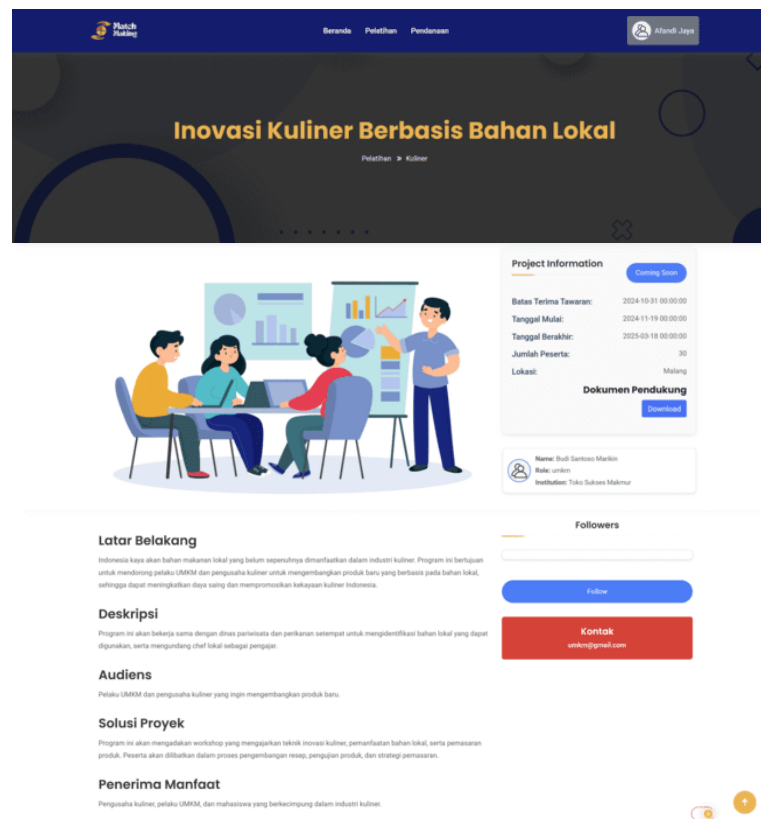 Match
Making
Beranda Pelatihan Pendanaan
Afandi Jaya
Inovasi Kuliner Berbasis Bahan Lokal
Pelatihan » Kuliner
Project Information
Coming Soon
Batas Terima Tawaran: 2024-10-31 00:00:00
Tanggal Mulai: 2024-11-19 00:00:00
Tanggal Berakhir: 2025-03-18 00:00:00
Jumlah Peserta: 30
Lokasi: Malang
Dokumen Pendukung
Download
Name: Budi Santoso Marikin
Role: umkm
Institution: Toko Sukses Makmur
Latar Belakang
Indonesia kaya akan bahan makanan lokal yang belum sepenuhnya dimanfaatkan dalam industri kuliner. Program ini bertujuan
untuk mendorong pelaku UMKM dan pengusaha kuliner untuk mengembangkan produk baru yang berbasis pada bahan lokal,
sehingga dapat meningkatkan daya saing dan mempromosikan kekayaan kuliner Indonesia.
Deskripsi
Program ini akan bekerja sama dengan dinas pariwisata dan perikanan setempat untuk mengidentifikasi bahan lokal yang dapat
digunakan, serta mengundang chef lokal sebagai pengajar.
Audiens
Pelaku UMKM dan pengusaha kuliner yang ingin mengembangkan produk baru.
Solusi Proyek
Program ini akan mengadakan workshop yang mengajarkan teknik inovasi kuliner, pemanfaatan bahan lokal, serta pemasaran
produk. Peserta akan dilibatkan dalam proses pengembangan resep, pengujian produk, dan strategi pemasaran.
Penerima Manfaat
Pengusaha kuliner, pelaku UMKM, dan mahasiswa yang berkecimpung dalam industri kuliner.
Followers
Follow
Kontak
umkm@gmail.com